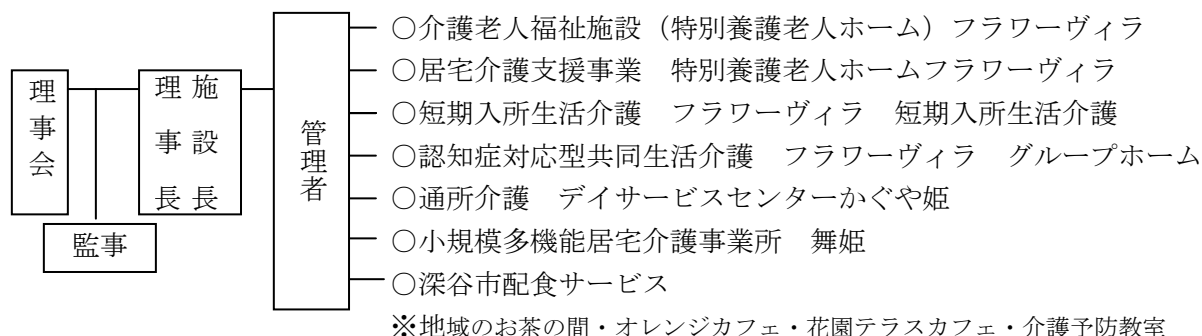 理事会
監事
理事長
施設長
管理者
○介護老人福祉施設（特別養護老人ホーム）フラワーヴィラ
○居宅介護支援事業　特別養護老人ホームフラワーヴィラ
○短期入所生活介護　フラワーヴィラ　短期入所生活介護
○認知症対応型共同生活介護　フラワーヴィラ　グループホーム
○通所介護　デイサービスセンターかぐや姫
○小規模多機能居宅介護事業所　舞姫
○深谷市配食サービス
※地域のお茶の間・オレンジカフェ・花園テラスカフェ・介護予防教室